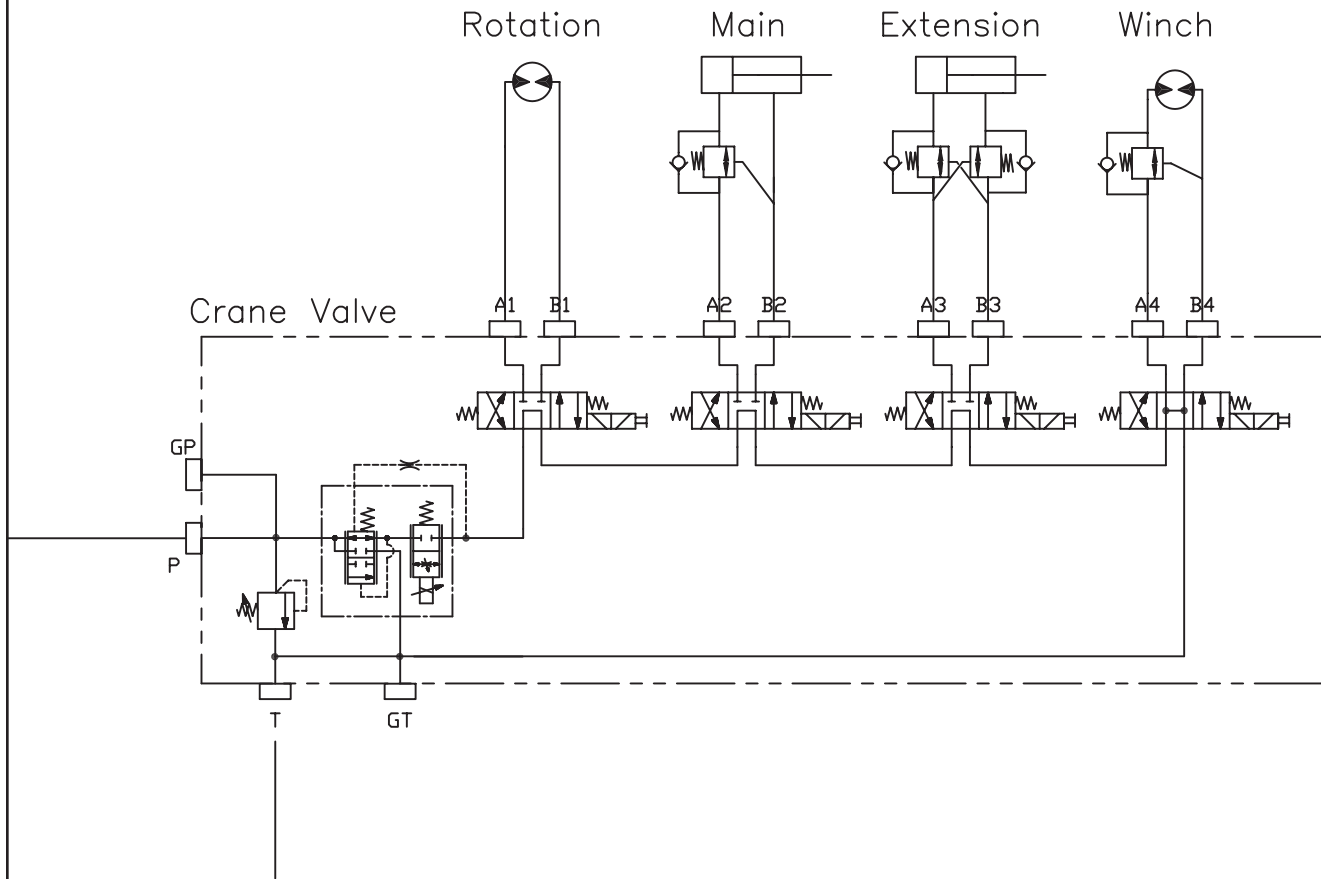 Rotation Main Extension Winch
Crane Valve
A1 B1 A2 B2 A3 B3 A4 B4
GP
P
T GT